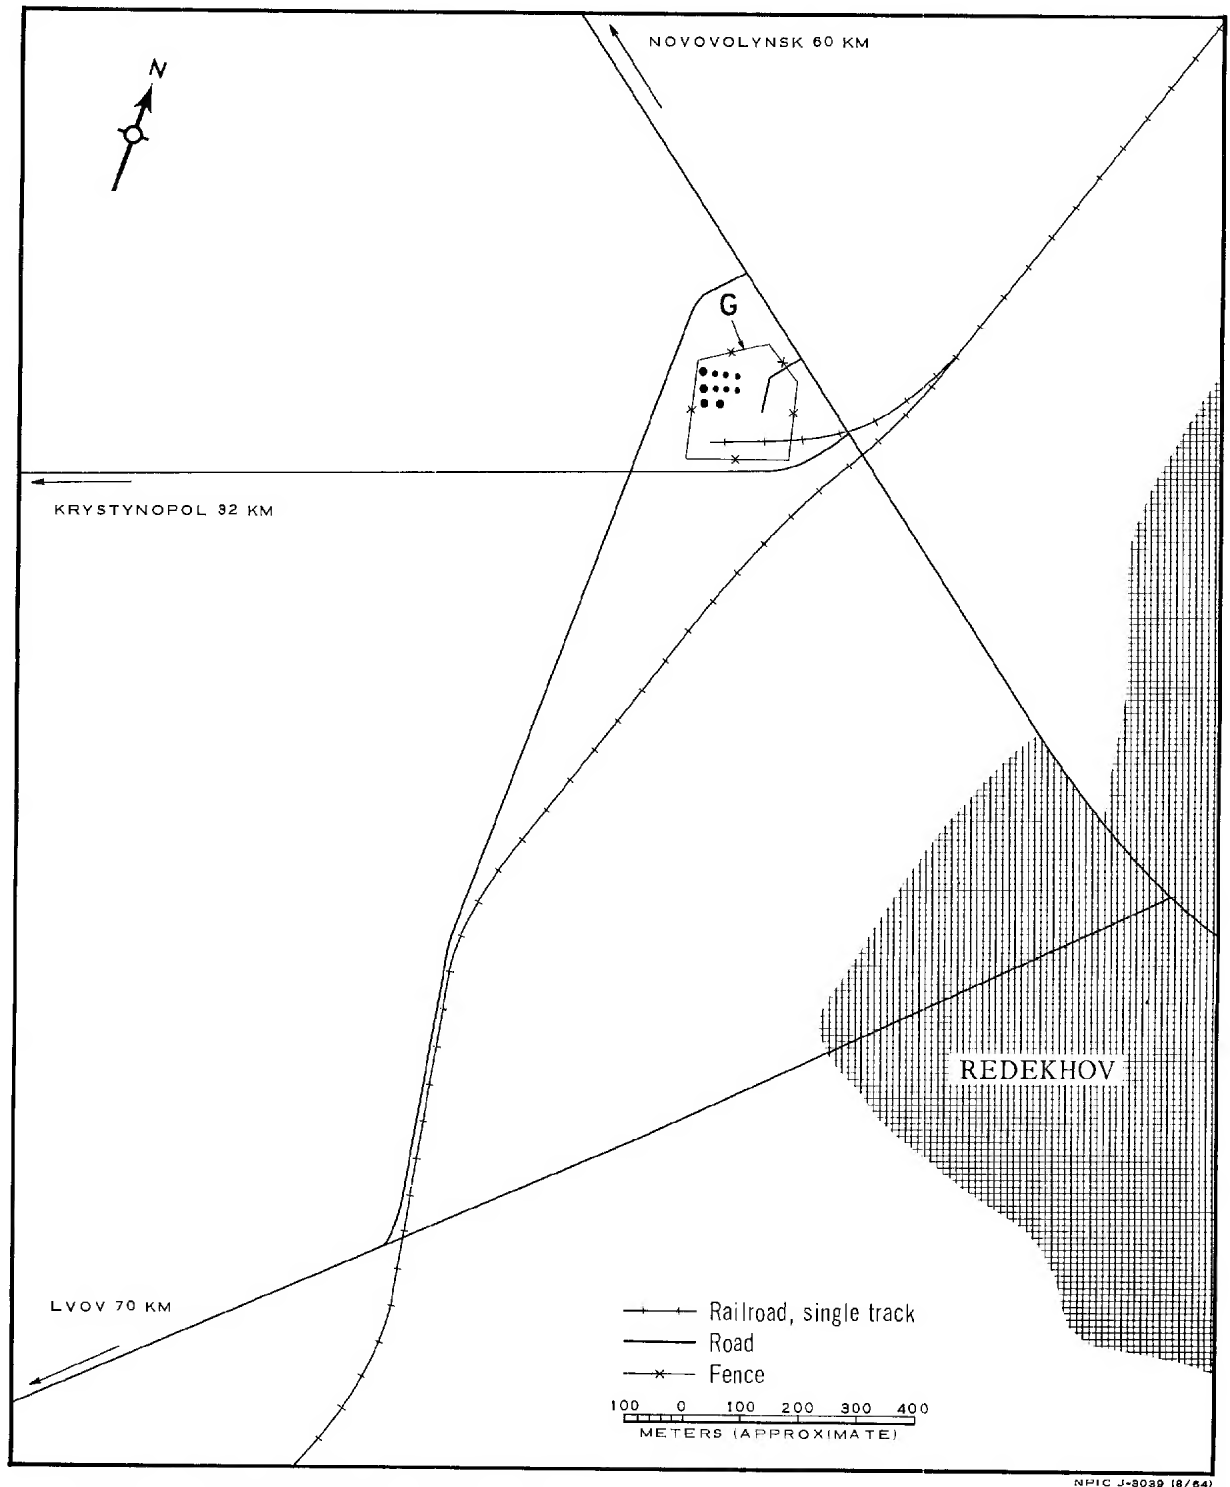 NOVOVOLYNSK 60 KM
N
G
KRYSTYNOPOL 32 KM
REDEKHOV
LVOV 70 KM
Railroad, single track
Road
Fence
100 0 100 200 300 400
METERS (APPROXIMATE)
NPIC J-3039 (8/64)